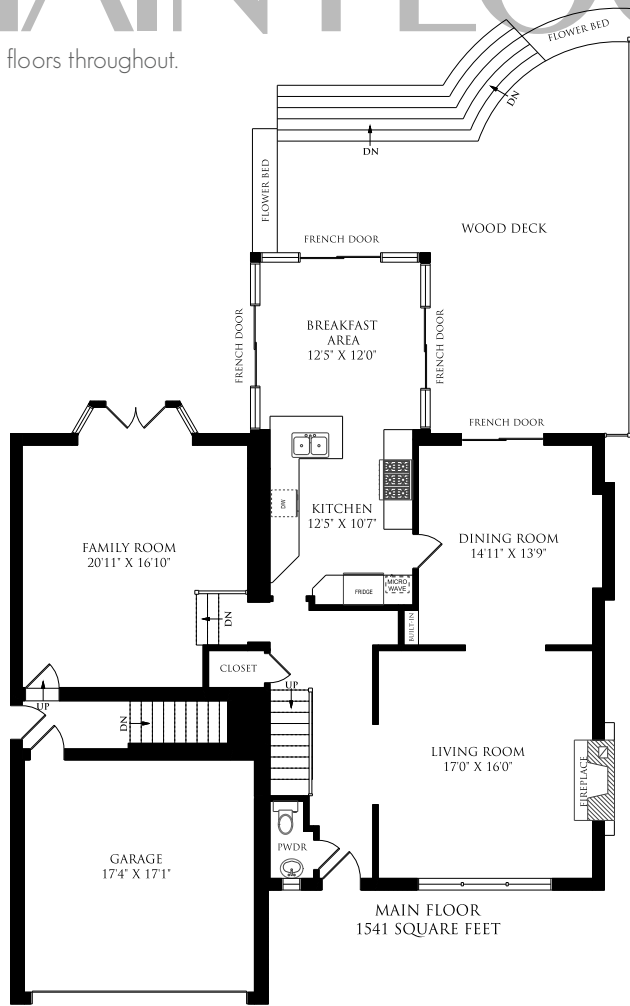 MAIN FLOO
floors throughout.
FLOWER BED
DN
DN
FLOWER BED
WOOD DECK
FRENCH DOOR
BREAKFAST
AREA
12'5" X 12'0"
FRENCH DOOR
FRENCH DOOR
FRENCH DOOR
DW
KITCHEN
12'5" X 10'7"
FAMILY ROOM
20'11" X 16'10"
DINING ROOM
14'11" X 13'9"
FRIDGE
MICRO
WAVE
DN
BUILT-IN
CLOSET
UP
UP
DN
LIVING ROOM
17'0" X 16'0"
FIREPLACE
PWDR
GARAGE
17'4" X 17'1"
MAIN FLOOR
1541 SQUARE FEET